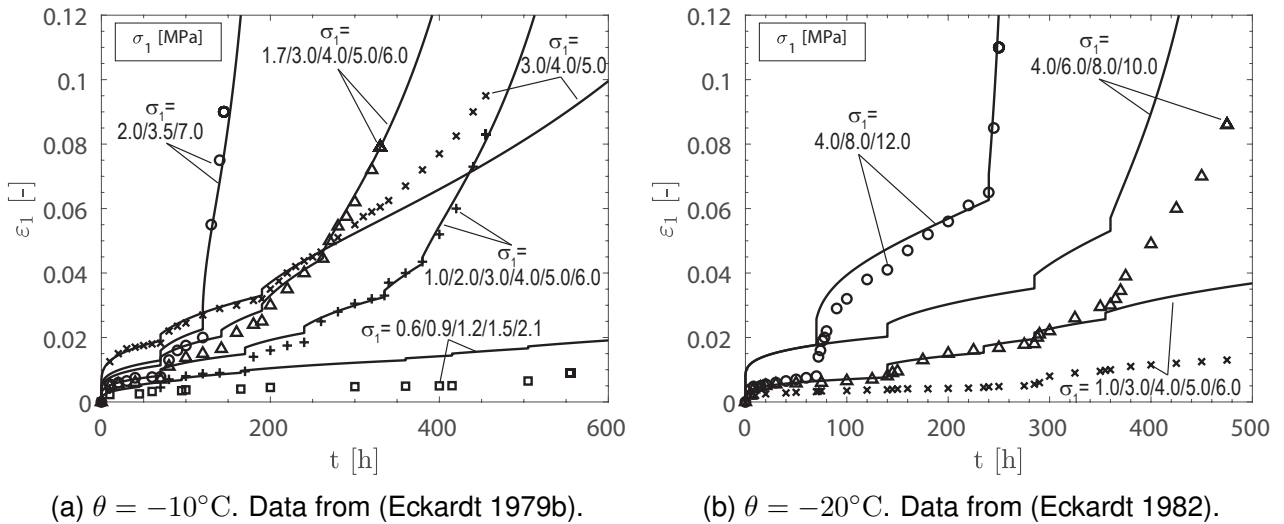 0.12
0.1
0.08
0.06
0.04
0.02
0
ε₁ [-]
σ₁ [MPa]
σ₁=
2.0/3.5/7.0
σ₁=
1.7/3.0/4.0/5.0/6.0
σ₁=
3.0/4.0/5.0
σ₁=
1.0/2.0/3.0/4.0/5.0/6.0
σ₁= 0.6/0.9/1.2/1.5/2.1
0 200 400 600
t [h]
(a) θ = −10°C. Data from (Eckardt 1979b).
0.12
0.1
0.08
0.06
0.04
0.02
0
ε₁ [-]
σ₁ [MPa]
σ₁=
4.0/8.0/12.0
σ₁=
4.0/6.0/8.0/10.0
σ₁= 1.0/3.0/4.0/5.0/6.0
0 100 200 300 400 500
t [h]
(b) θ = −20°C. Data from (Eckardt 1982).